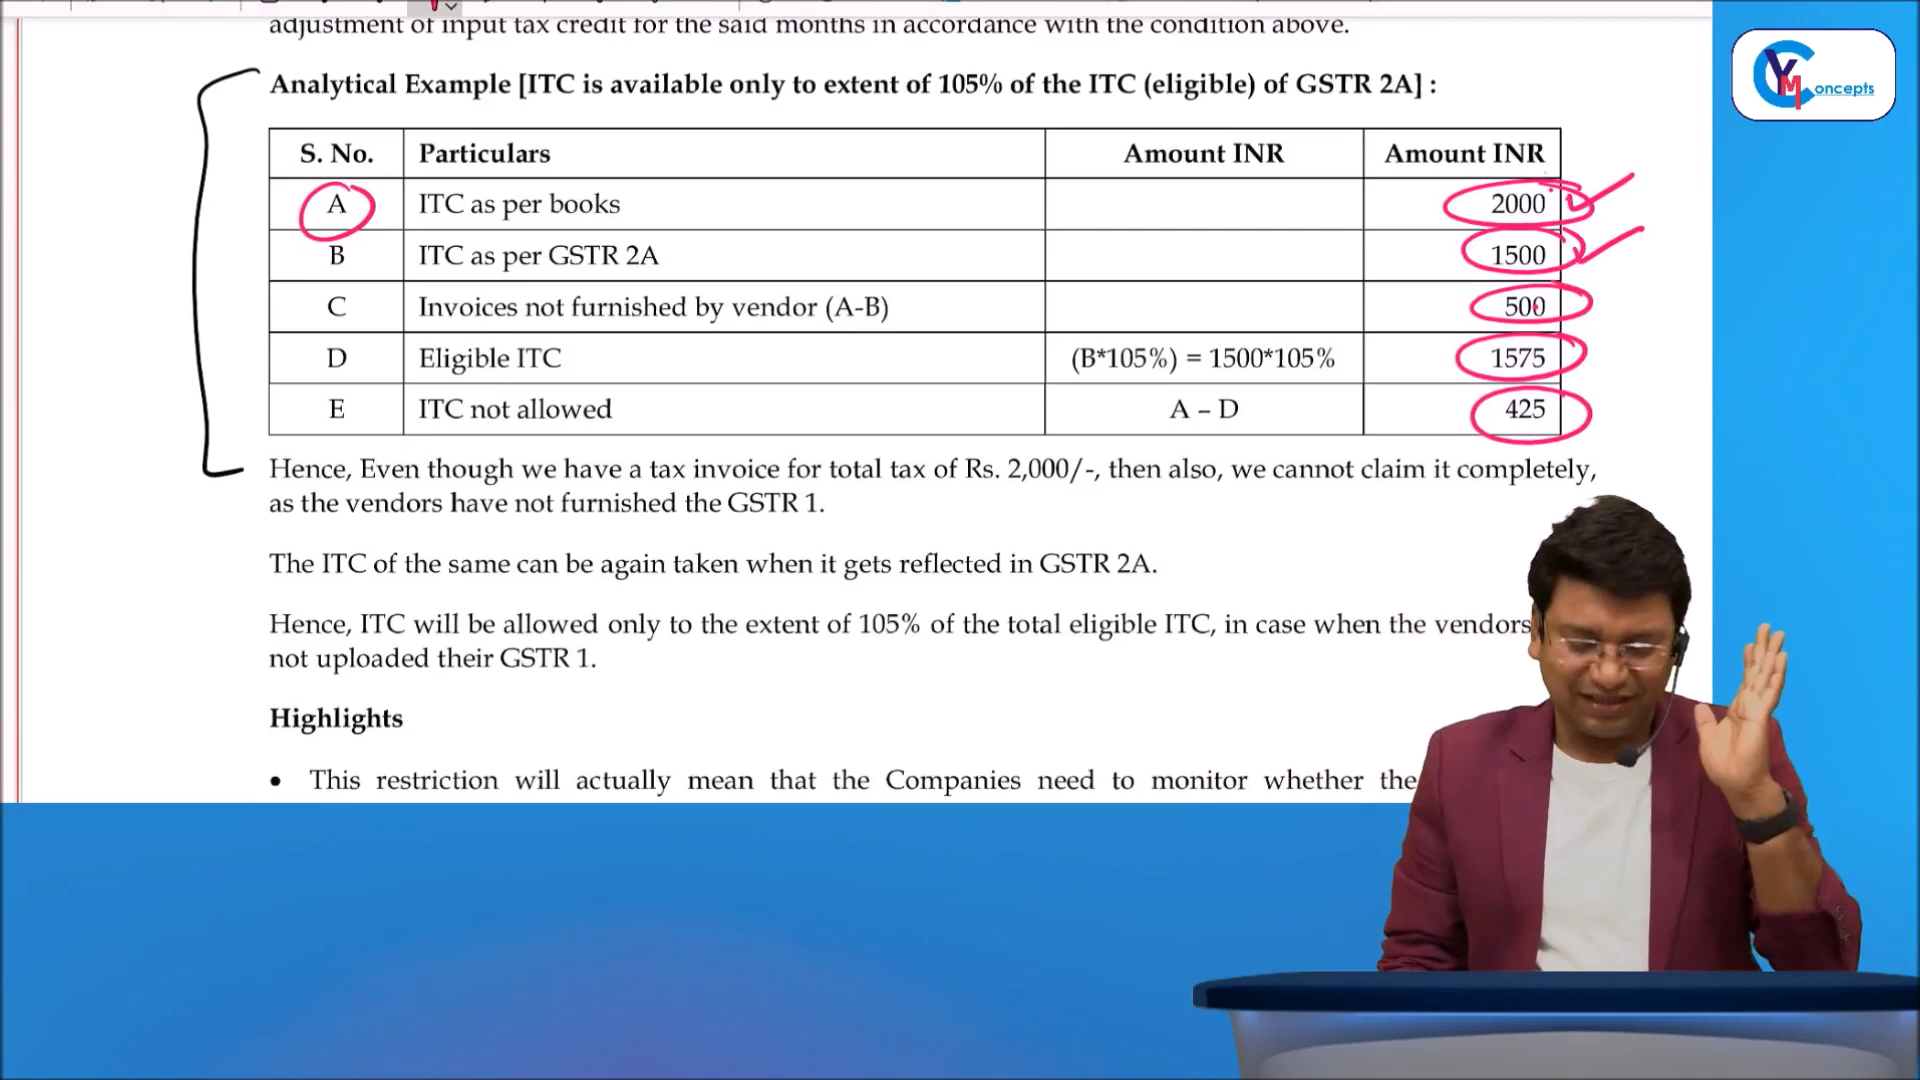 adjustment of input tax credit for the said months in accordance with the condition above.
Analytical Example [ITC is available only to extent of 105% of the ITC (eligible) of GSTR 2A] :
S. No. Particulars Amount INR Amount INR
A ITC as per books 2000
B ITC as per GSTR 2A 1500
C Invoices not furnished by vendor (A-B) 500
D Eligible ITC (B*105%) = 1500*105% 1575
E ITC not allowed A – D 425
Hence, Even though we have a tax invoice for total tax of Rs. 2,000/-, then also, we cannot claim it completely,
as the vendors have not furnished the GSTR 1.
The ITC of the same can be again taken when it gets reflected in GSTR 2A.
Hence, ITC will be allowed only to the extent of 105% of the total eligible ITC, in case when the vendors
not uploaded their GSTR 1.
Highlights
• This restriction will actually mean that the Companies need to monitor whether the
YM Concepts